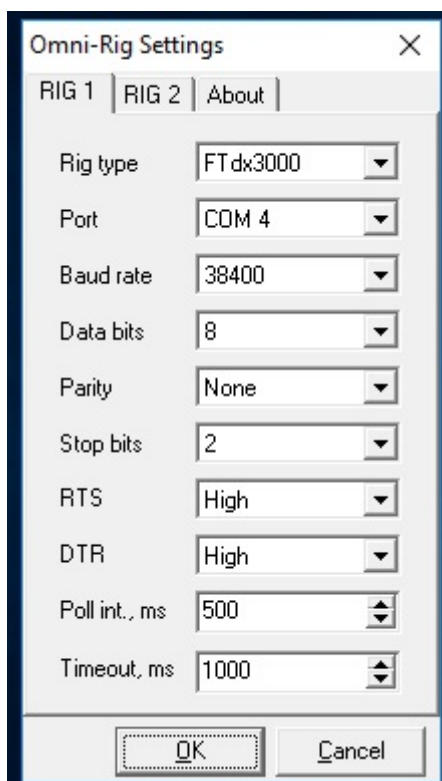 Omni-Rig Settings
RIG 1 RIG 2 About
Rig type FTdx3000
Port COM 4
Baud rate 38400
Data bits 8
Parity None
Stop bits 2
RTS High
DTR High
Poll int., ms 500
Timeout, ms 1000
OK Cancel